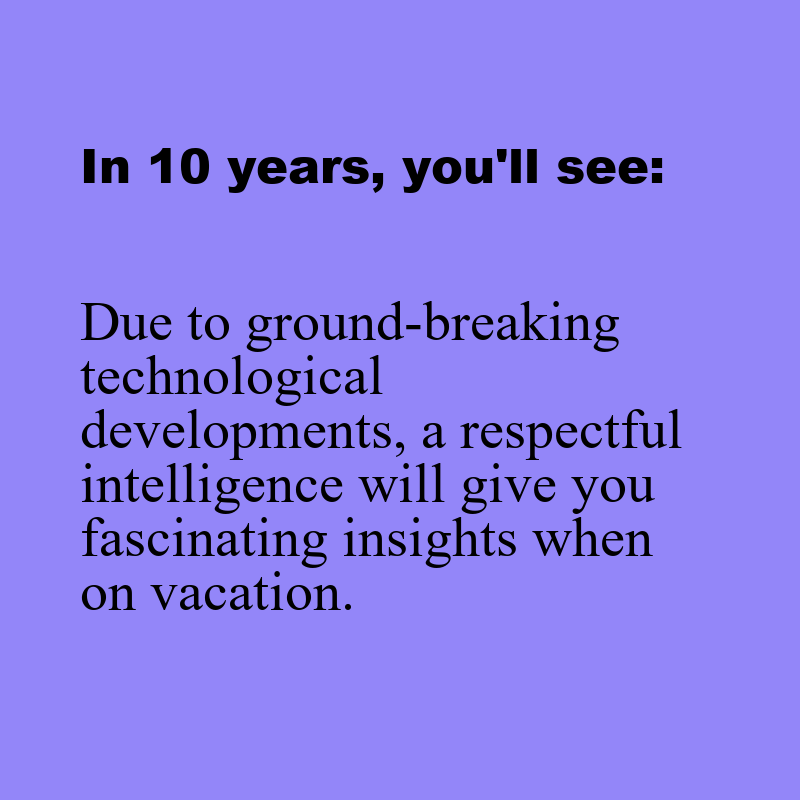 In 10 years, you'll see:
Due to ground-breaking
technological
developments, a respectful
intelligence will give you
fascinating insights when
on vacation.